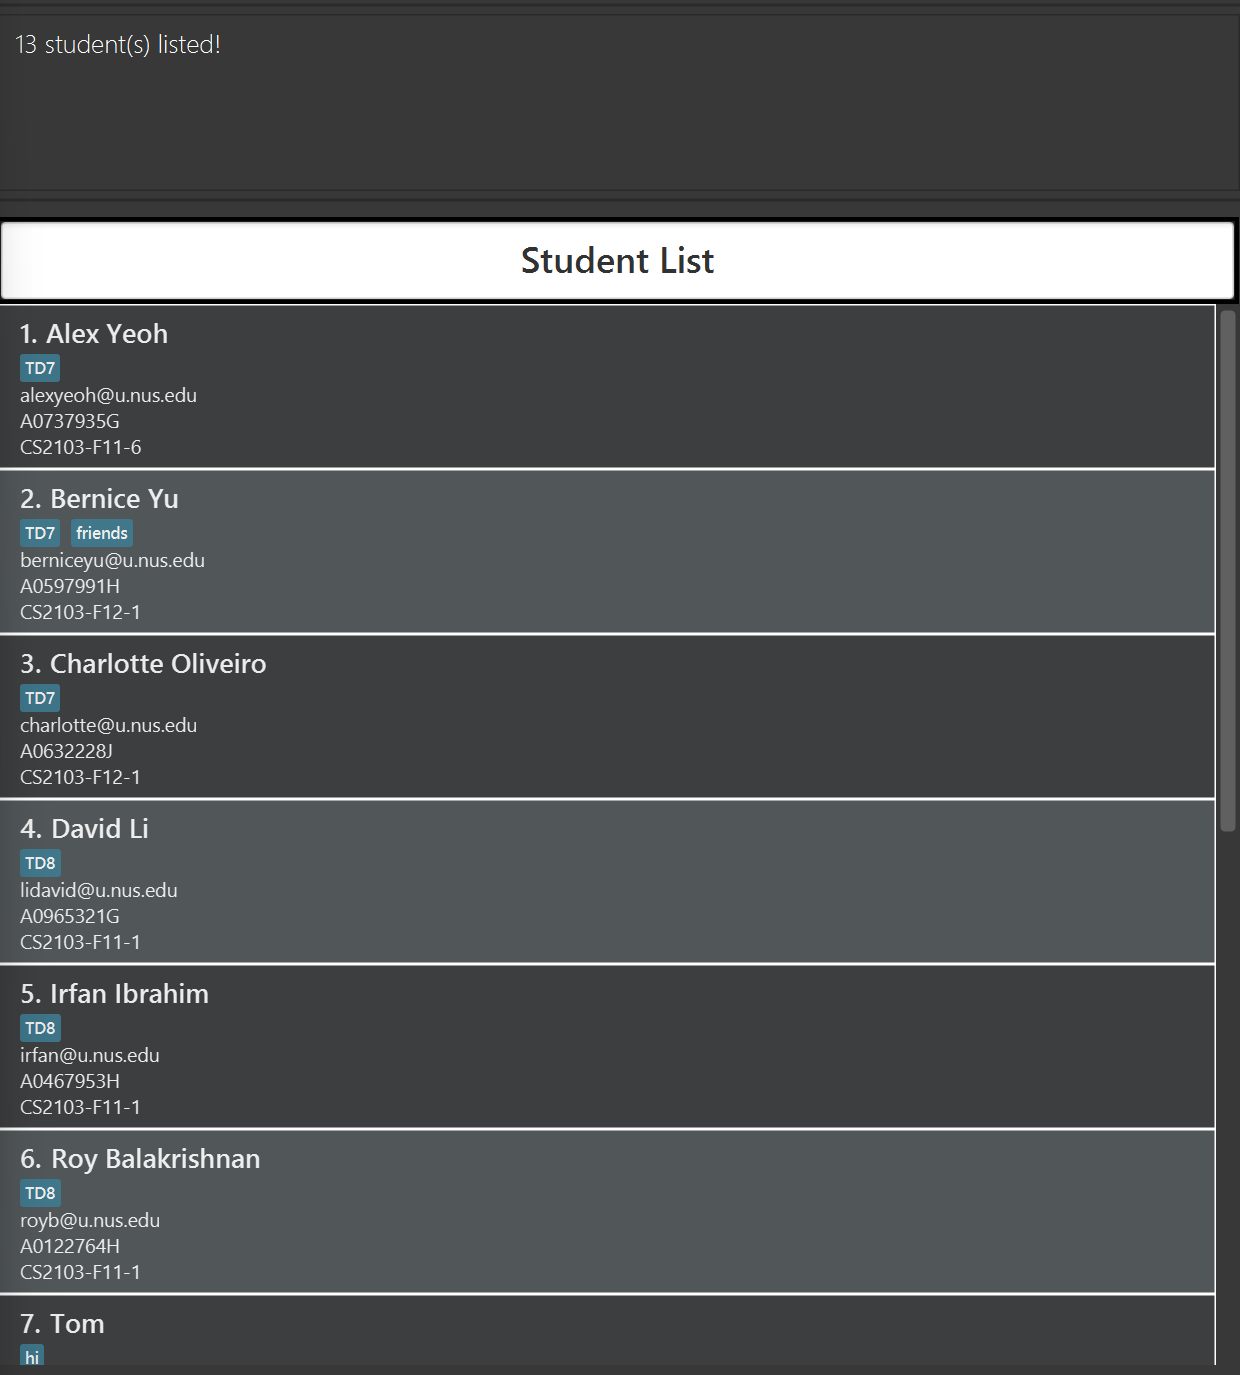 13 student(s) listed!
Student List
1. Alex Yeoh
TD7
alexyeoh@u.nus.edu
A0737935G
CS2103-F11-6
2. Bernice Yu
TD7 friends
berniceyu@u.nus.edu
A0597991H
CS2103-F12-1
3. Charlotte Oliveiro
TD7
charlotte@u.nus.edu
A0632228J
CS2103-F12-1
4. David Li
TD8
lidavid@u.nus.edu
A0965321G
CS2103-F11-1
5. Irfan Ibrahim
TD8
irfan@u.nus.edu
A0467953H
CS2103-F11-1
6. Roy Balakrishnan
TD8
royb@u.nus.edu
A0122764H
CS2103-F11-1
7. Tom
hi